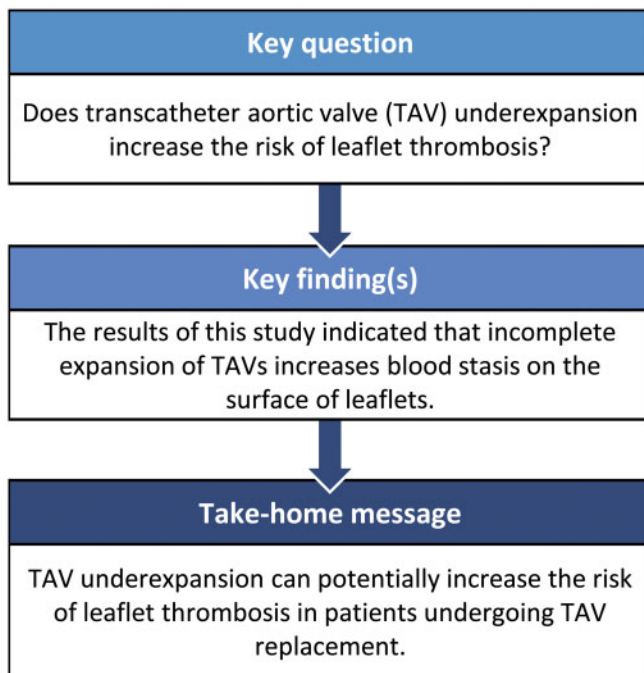 Key question
Does transcatheter aortic valve (TAV) underexpansion
increase the risk of leaflet thrombosis?
Key finding(s)
The results of this study indicated that incomplete
expansion of TAVs increases blood stasis on the
surface of leaflets.
Take-home message
TAV underexpansion can potentially increase the risk
of leaflet thrombosis in patients undergoing TAV
replacement.